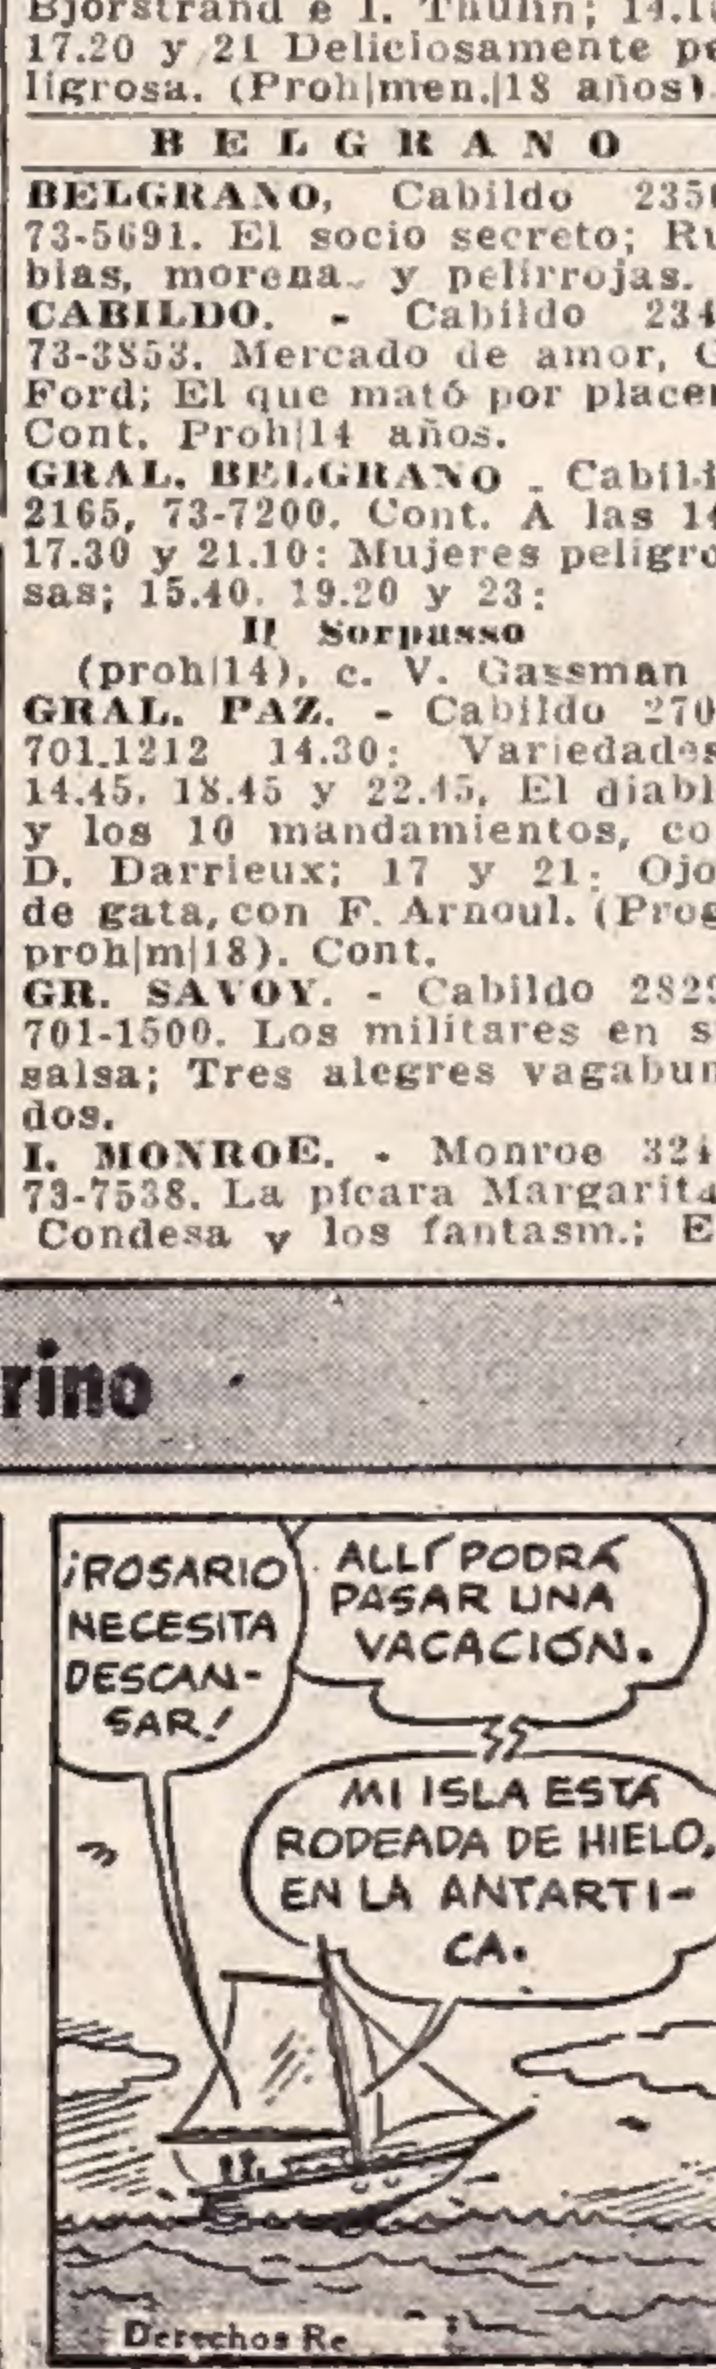 Bjorstrand e I. Thulin; 14.1
17.20 y 21 Deliciosamente pe
ligrosa. (Proh|men.|18 años)
BELGRANO
BELGRANO, Cabildo 235
73-5691. El socio secreto; Ru
bias, morena y pelirrojas.
CABILDO. - Cabildo 234
73-3853. Mercado de amor, G
Ford; El que mató por placer
Cont. Proh|14 años.
GRAL. BELGRANO . Cabil
2165, 73-7200. Cont. A las 14
17.30 y 21.10: Mujeres peligro
sas; 15.40. 19.20 y 23:
Il Sorpasso
(proh|14), c. V. Gassman
GRAL. PAZ. - Cabildo 270
701.1212 14.30: Variedades
14.45. 18.45 y 22.45, El diabl
y los 10 mandamientos, co
D. Darrieux; 17 y 21: Ojo
de gata, con F. Arnoul. (Prog
proh|m|18). Cont.
GR. SAVOY. - Cabildo 2829
701-1500. Los militares en s
salsa; Tres alegres vagabun
dos.
I. MONROE. - Monroe 324
73-7538. La pícara Margarita
Condesa y los fantasm.; E
rino
¡ROSARIO
NECESITA
DESCAN-
SAR!
ALLÍ PODRÁ
PASAR UNA
VACACIÓN.
MI ISLA ESTÁ
RODEADA DE HIELO,
EN LA ANTARTI-
CA.
Derechos Re